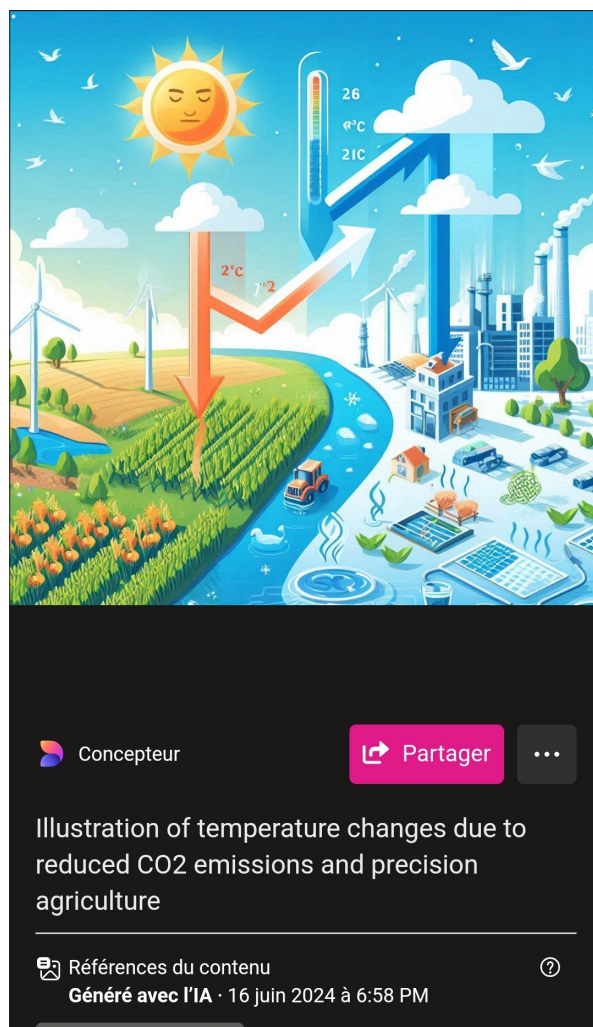 26
21C
2°C
Concepteur
Partager
Illustration of temperature changes due to
reduced CO2 emissions and precision
agriculture
Références du contenu
Généré avec l'IA · 16 juin 2024 à 6:58 PM